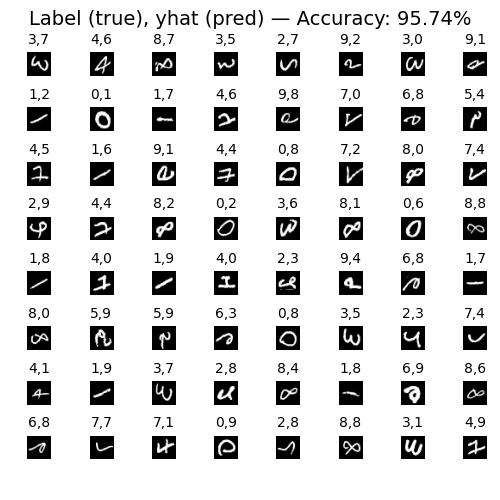 Label (true), yhat (pred) — Accuracy: 95.74%
3,7 4,6 8,7 3,5 2,7 9,2 3,0 9,1
1,2 0,1 1,7 4,6 9,8 7,0 6,8 5,4
4,5 1,6 9,1 4,4 0,8 7,2 8,0 7,4
2,9 4,4 8,2 0,2 3,6 8,1 0,6 8,8
1,8 4,0 1,9 4,0 2,3 9,4 6,8 1,7
8,0 5,9 5,9 6,3 0,8 3,5 2,3 7,4
4,1 1,9 3,7 2,8 8,4 1,8 6,9 8,6
6,8 7,7 7,1 0,9 2,8 8,8 3,1 4,9